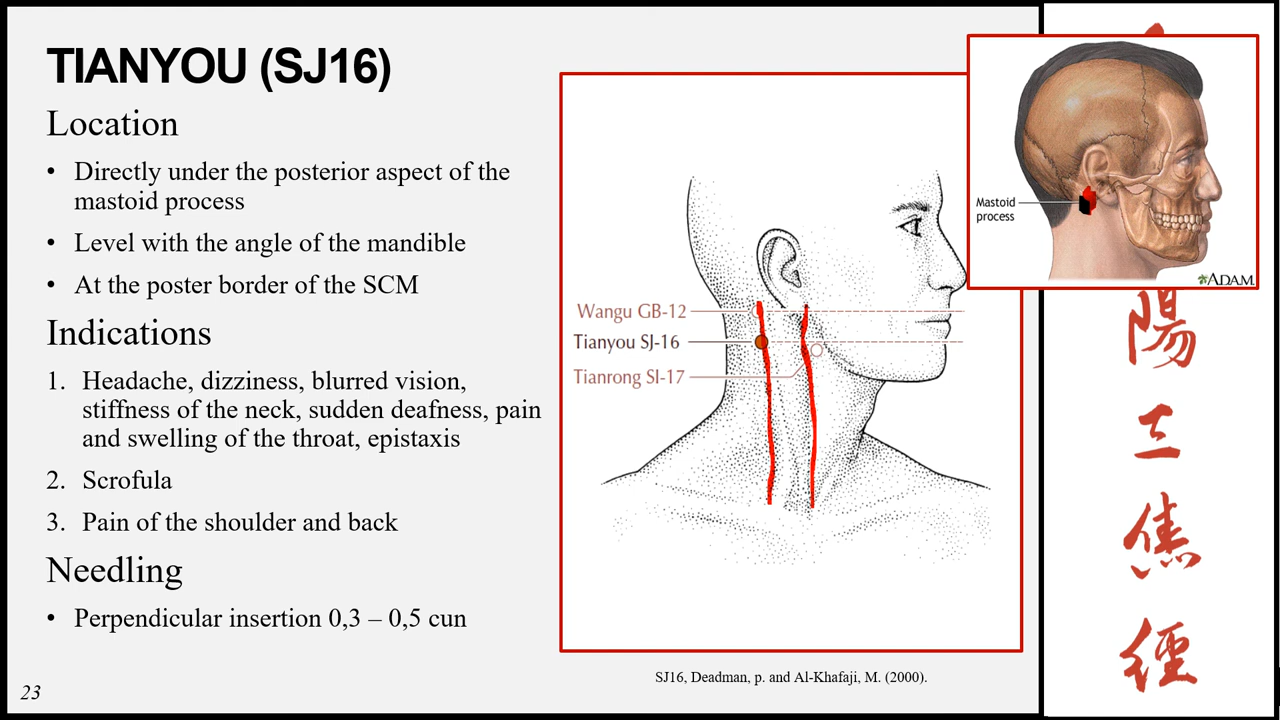 TIANYOU (SJ16)
Location
• Directly under the posterior aspect of the
mastoid process
• Level with the angle of the mandible
• At the poster border of the SCM
Indications
1. Headache, dizziness, blurred vision,
stiffness of the neck, sudden deafness, pain
and swelling of the throat, epistaxis
2. Scrofula
3. Pain of the shoulder and back
Needling
• Perpendicular insertion 0,3 – 0,5 cun
23
Wangu GB-12
Tianyou SJ-16
Tianrong SI-17
SJ16, Deadman, p. and Al-Khafaji, M. (2000).
Mastoid
process
ADAM.
陽
三
焦
經